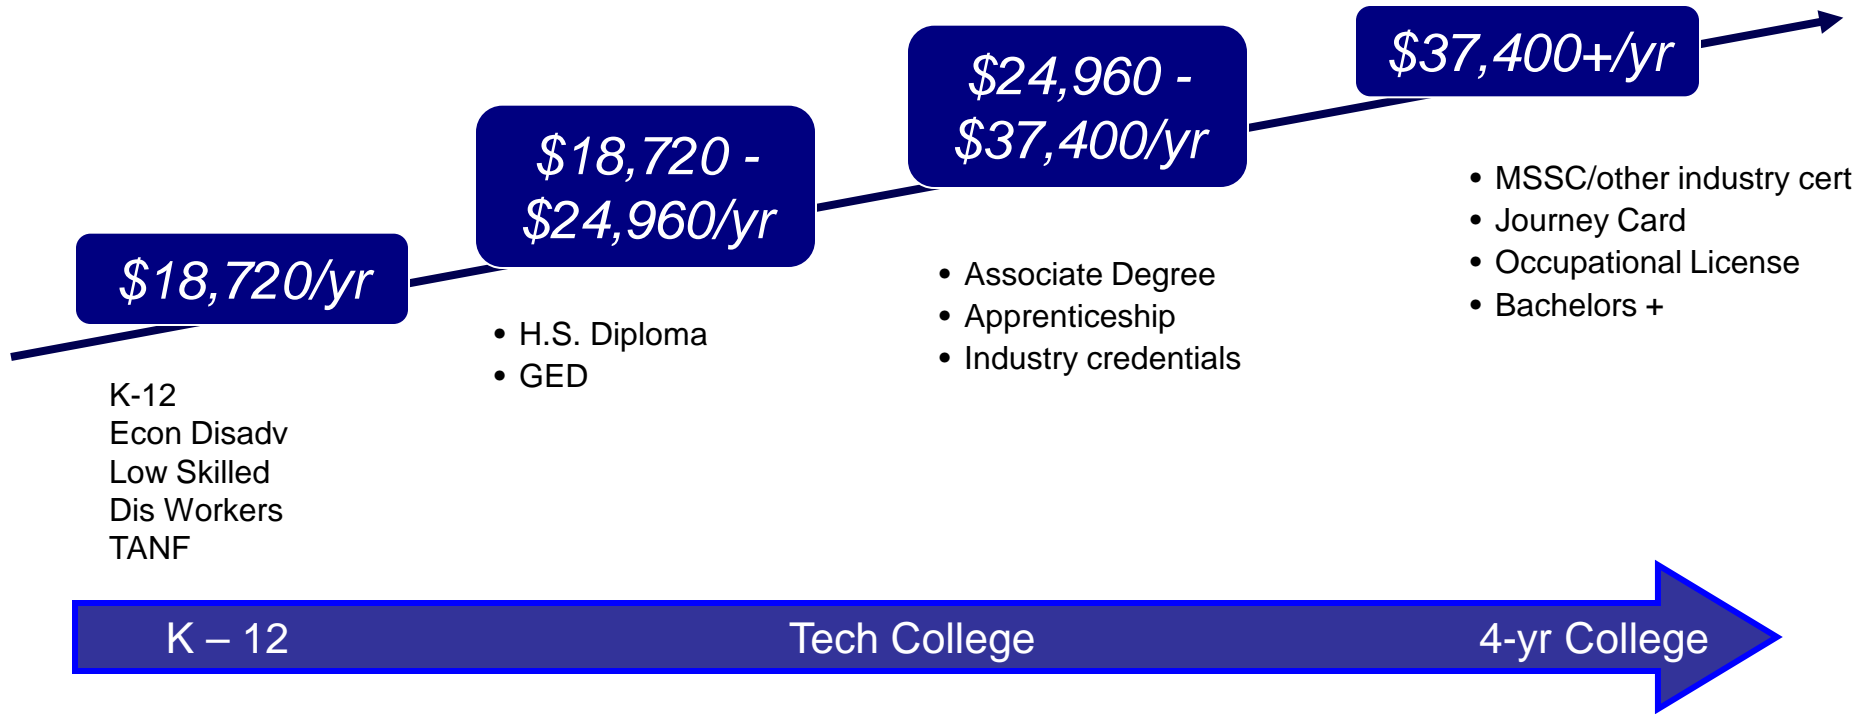 $18,720/yr
K-12
Econ Disadv
Low Skilled
Dis Workers
TANF
$18,720 -
$24,960/yr
• H.S. Diploma
• GED
$24,960 -
$37,400/yr
• Associate Degree
• Apprenticeship
• Industry credentials
$37,400+/yr
• MSSC/other industry cert
• Journey Card
• Occupational License
• Bachelors +
K – 12
Tech College
4-yr College